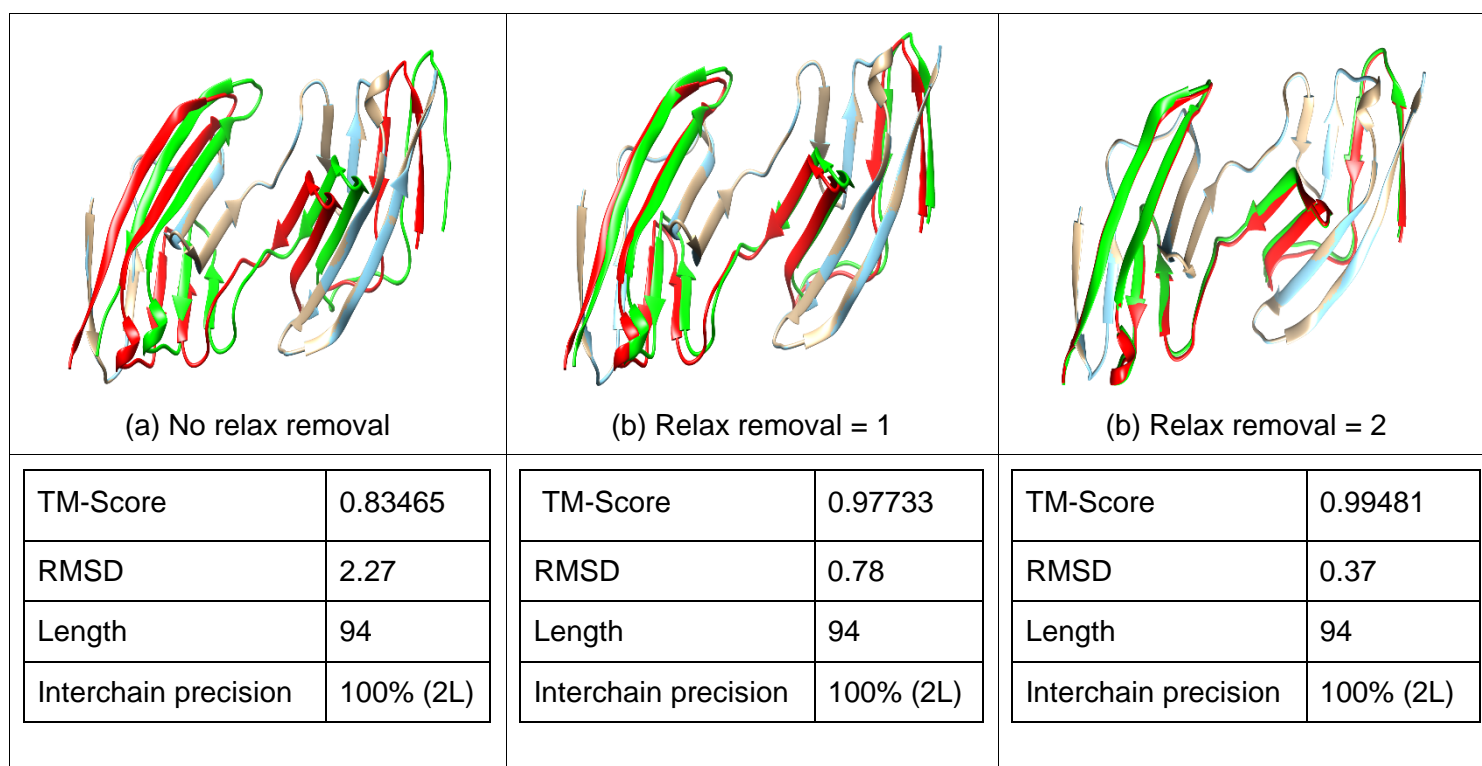 (a) No relax removal
(b) Relax removal = 1
(b) Relax removal = 2
TM-Score 0.83465
RMSD 2.27
Length 94
Interchain precision 100% (2L)
TM-Score 0.97733
RMSD 0.78
Length 94
Interchain precision 100% (2L)
TM-Score 0.99481
RMSD 0.37
Length 94
Interchain precision 100% (2L)